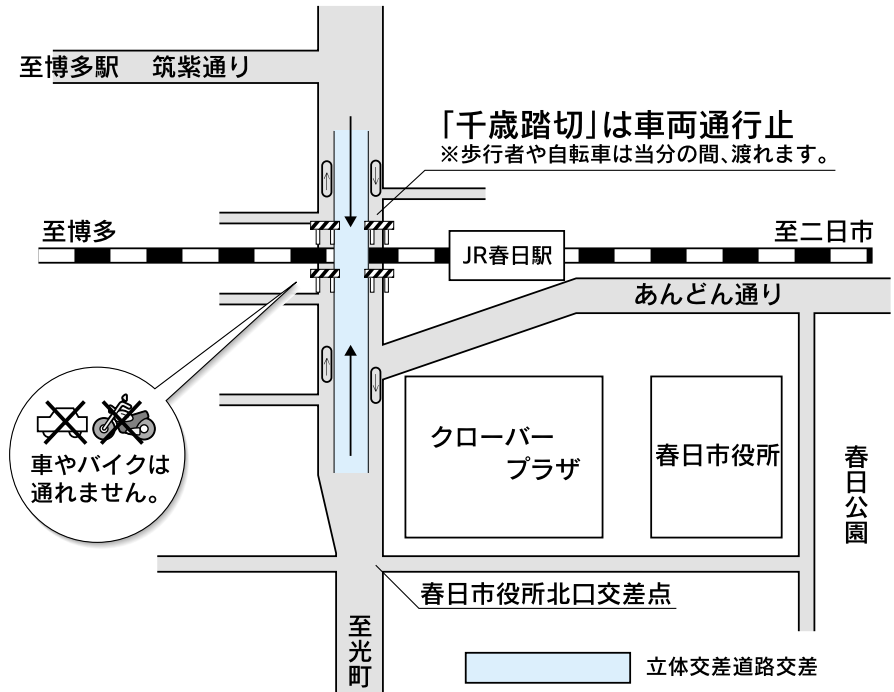 至博多駅　筑紫通り
「千歳踏切」は車両通行止
※歩行者や自転車は当分の間、渡れます。
至博多
JR春日駅
至二日市
あんどん通り
車やバイクは
通れません。
クローバー
プラザ
春日市役所
春日公園
春日市役所北口交差点
至光町
立体交差道路交差